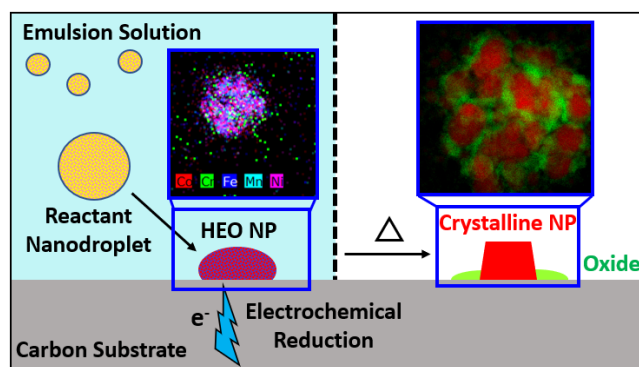 Emulsion Solution
Co Cr Fe Mn Ni
Reactant
Nanodroplet
HEO NP
Δ
Crystalline NP
Oxide
e-
Electrochemical
Reduction
Carbon Substrate